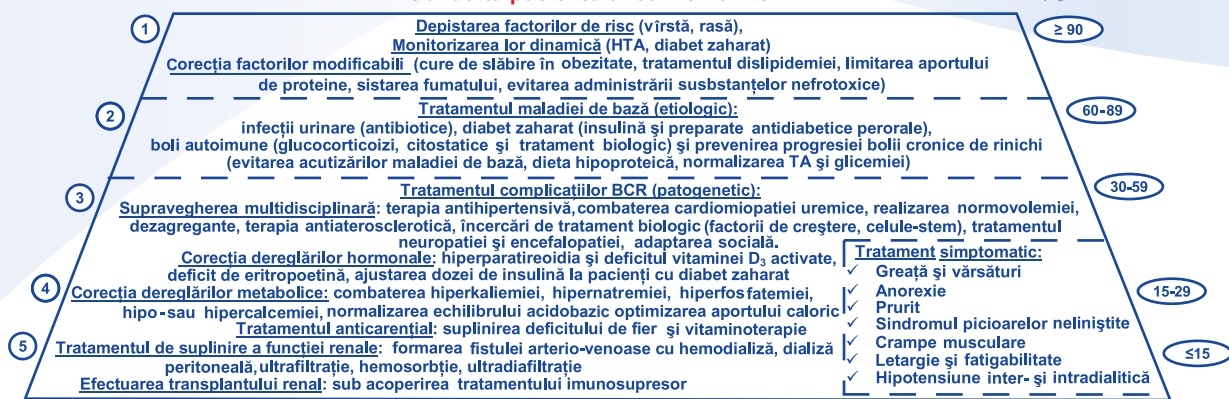 1
Depistarea factorilor de risc (vîrstă, rasă),
≥ 90
Monitorizarea lor dinamică (HTA, diabet zaharat)
Corecția factorilor modificabili (cure de slăbire în obezitate, tratamentul dislipidemiei, limitarea aportului
de proteine, sistarea fumatului, evitarea administrării susbstanțelor nefrotoxice)
2
Tratamentul maladiei de bază (etiologic):
60-89
infecții urinare (antibiotice), diabet zaharat (insulină și preparate antidiabetice perorale),
boli autoimune (glucocorticoizi, citostatice și tratament biologic) și prevenirea progresiei bolii cronice de rinichi
(evitarea acutizărilor maladiei de bază, dieta hipoproteică, normalizarea TA și glicemiei)
3
Tratamentul complicațiilor BCR (patogenetic):
30-59
Supravegherea multidisciplinară: terapia antihipertensivă, combaterea cardiomiopatiei uremice, realizarea normovolemiei,
dezagregante, terapia antiaterosclerotică, încercări de tratament biologic (factorii de creștere, celule-stem), tratamentul
neuropatiei și encefalopatiei, adaptarea socială.
Corecția dereglărilor hormonale: hiperparatireoidia și deficitul vitaminei D3 activate,
deficit de eritropoetină, ajustarea dozei de insulină la pacienți cu diabet zaharat
4
Corecția dereglărilor metabolice: combaterea hiperkaliemiei, hipernatremiei, hiperfosfatemiei,
hipo-sau hipercalcemiei, normalizarea echilibrului acidobazic optimizarea aportului caloric
Tratamentul anticarențial: suplinirea deficitului de fier și vitaminoterapie
5
Tratamentul de suplinire a funcției renale: formarea fistulei arterio-venoase cu hemodializă, dializă
peritoneală, ultrafiltrație, hemosorbție, ultradiafiltrație
Efectuarea transplantului renal: sub acoperirea tratamentului imunosupresor
Tratament simptomatic:
✓ Greață și vărsături
✓ Anorexie
✓ Prurit
✓ Sindromul picioarelor neliniștite
✓ Crampe musculare
✓ Letargie și fatigabilitate
✓ Hipotensiune inter- și intradialitică
15-29
≤15